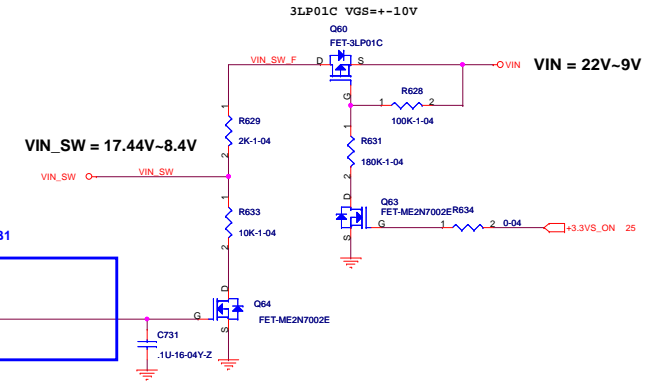 3LP01C VGS=+-10V
Q60
FET-3LP01C
VIN_SW_F
D
S
VIN
VIN = 22V~9V
G
R628
1
2
100K-1-04
1
R629
2K-1-04
2
1
R631
180K-1-04
2
VIN_SW = 17.44V~8.4V
VIN_SW
VIN_SW
1
R633
10K-1-04
2
D
Q63
FET-ME2N7002E
R634
G
S
1
2
0-04
+3.3VS_ON
25
31
D
G
Q64
S
FET-ME2N7002E
C731
.1U-16-04Y-Z